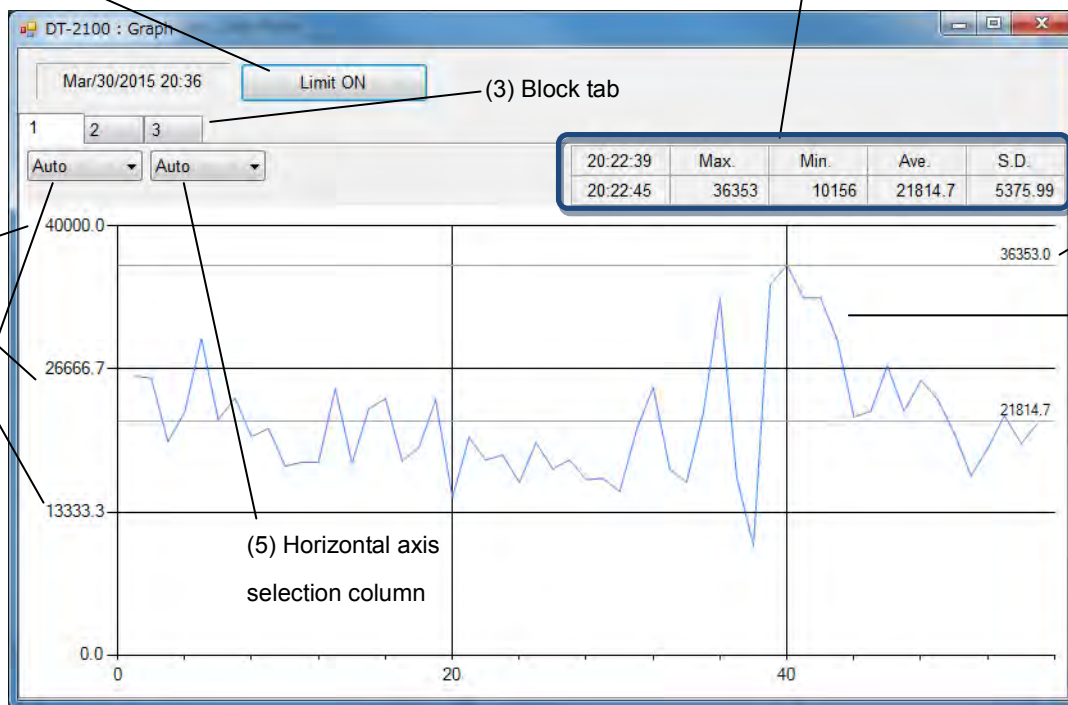 DT-2100 : Graph
Mar/30/2015 20:36
Limit ON
(3) Block tab
1 2 3
Auto Auto
20:22:39 Max. Min. Ave. S.D.
20:22:45 36353 10156 21814.7 5375.99
40000.0
36353.0
26666.7
21814.7
13333.3
(5) Horizontal axis
selection column
0.0
0 20 40